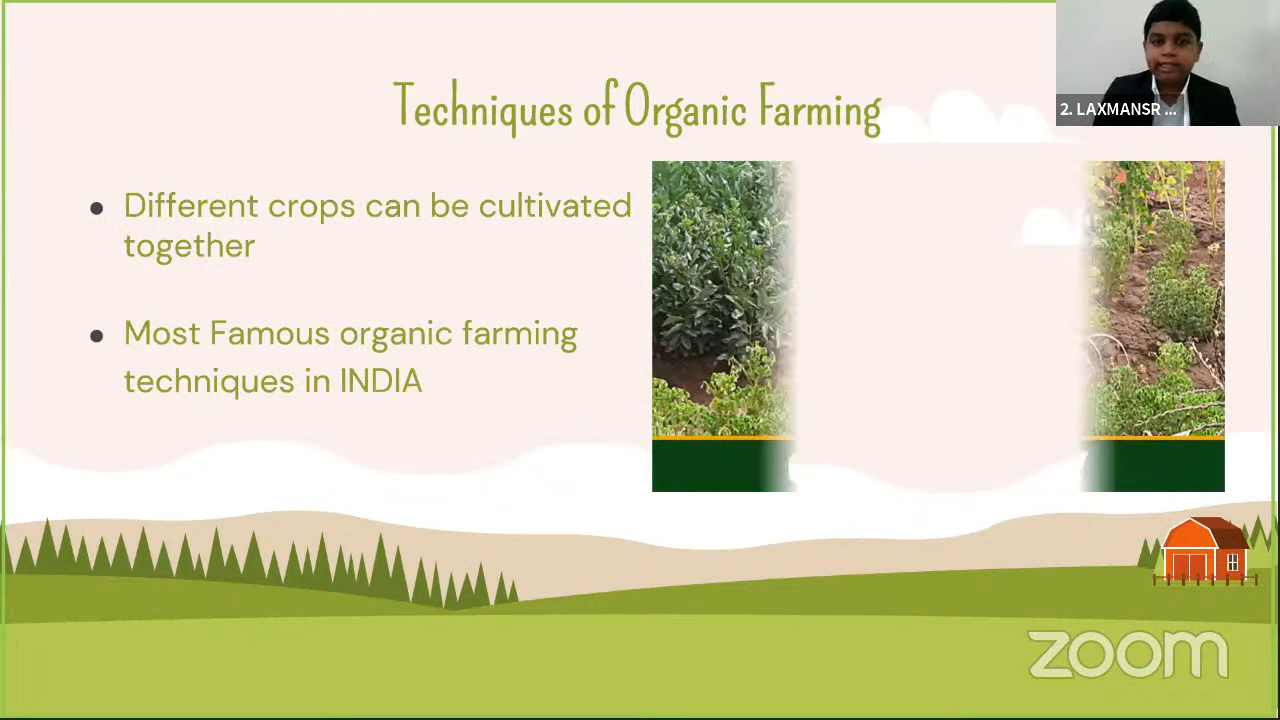 Techniques of Organic Farming
2. LAXMANSR ...
● Different crops can be cultivated
together
● Most Famous organic farming
techniques in INDIA
zoom